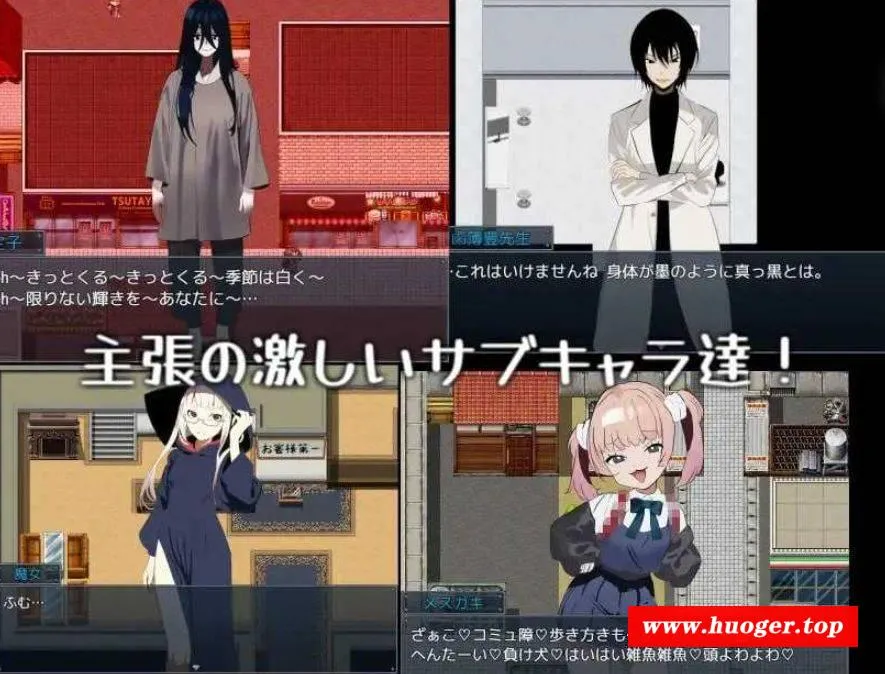 TSUTAY
定子
h〜きっとくる〜きっとくる〜季節は白く〜
h〜限りない輝きを〜あなたに〜…
歯簿豊先生
これはいけませんね 身体が墨のように真っ黒とは。
主張の激しいサブキャラ達！
お客様第一
魔女
ふむ…
メスガキ
ざぁこ♡コミュ障♡歩き方きも
へんたーい♡負け犬♡はいはい雑魚雑魚♡頭よわよわ♡
www.huoger.top